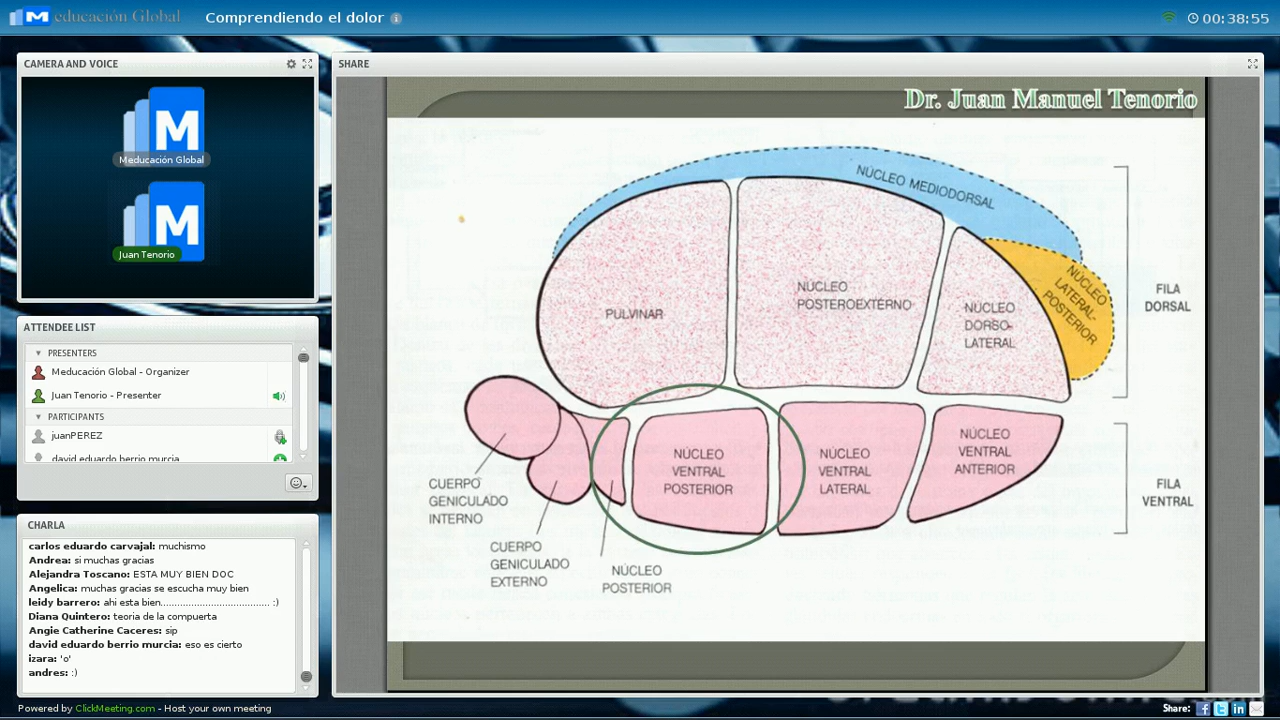 educación Global
Comprendiendo el dolor
00:38:55
CAMERA AND VOICE
Meducación Global
Juan Tenorio
ATTENDEE LIST
PRESENTERS
Meducación Global - Organizer
Juan Tenorio - Presenter
PARTICIPANTS
juanPEREZ
david eduardo berrio murcia
CHARLA
carlos eduardo carvajal: muchismo
Andrea: si muchas gracias
Alejandra Toscano: ESTA MUY BIEN DOC
Angelica: muchas gracias se escucha muy bien
leidy barrero: ahi esta bien..................................... :)
Diana Quintero: teoria de la compuerta
Angie Catherine Caceres: sip
david eduardo berrio murcia: eso es cierto
izara: 'o'
andres: :)
SHARE
Dr. Juan Manuel Tenorio
NÚCLEO MEDIODORSAL
NÚCLEO
LATERAL-
POSTERIOR
FILA
DORSAL
PULVINAR
NÚCLEO
POSTEROEXTERNO
NÚCLEO
DORSO-
LATERAL
NÚCLEO
VENTRAL
POSTERIOR
NÚCLEO
VENTRAL
LATERAL
NÚCLEO
VENTRAL
ANTERIOR
FILA
VENTRAL
CUERPO
GENICULADO
INTERNO
CUERPO
GENICULADO
EXTERNO
NÚCLEO
POSTERIOR
Powered by ClickMeeting.com - Host your own meeting
Share: